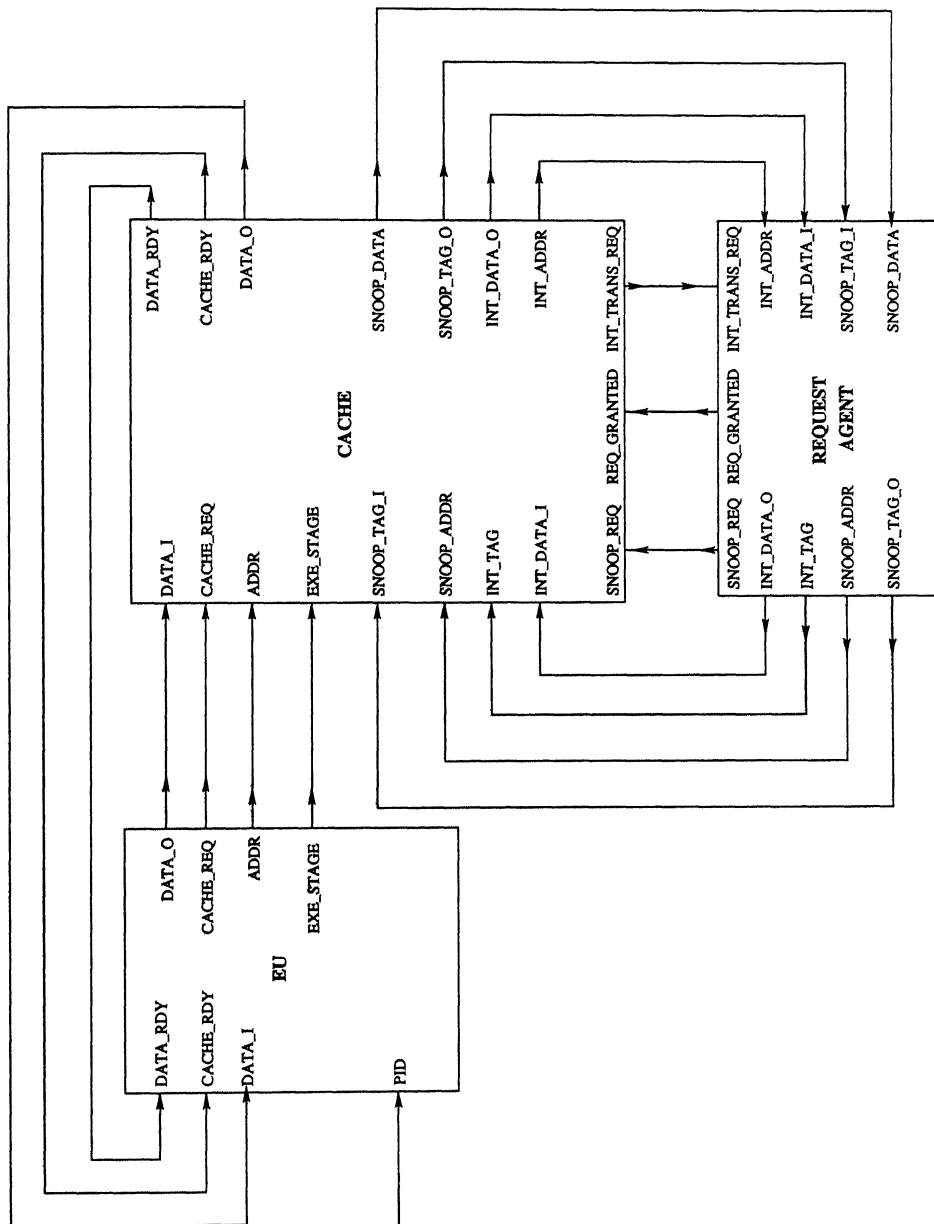 DATA_RDY
CACHE_RDY
DATA_I
PID
EU
DATA_O
CACHE_REQ
ADDR
EXE_STAGE
DATA_I
CACHE_REQ
ADDR
EXE_STAGE
SNOOP_TAG_I
SNOOP_ADDR
INT_TAG
INT_DATA_I
CACHE
DATA_RDY
CACHE_RDY
DATA_O
SNOOP_DATA
SNOOP_TAG_O
INT_DATA_O
INT_ADDR
SNOOP_REQ
REQ_GRANTED
INT_TRANS_REQ
SNOOP_REQ
REQ_GRANTED
INT_TRANS_REQ
INT_DATA_O
INT_TAG
SNOOP_ADDR
SNOOP_TAG_O
REQUEST
AGENT
INT_ADDR
INT_DATA_I
SNOOP_TAG_I
SNOOP_DATA